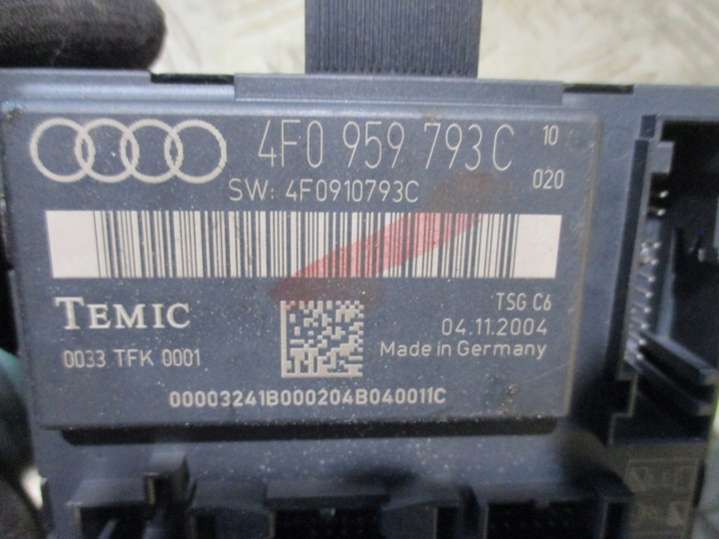 4F0 959 793 C 10
020
SW: 4F0910793C
TEMIC
TSG C6
04.11.2004
0033 TFK 0001
Made in Germany
00003241B000204B040011C